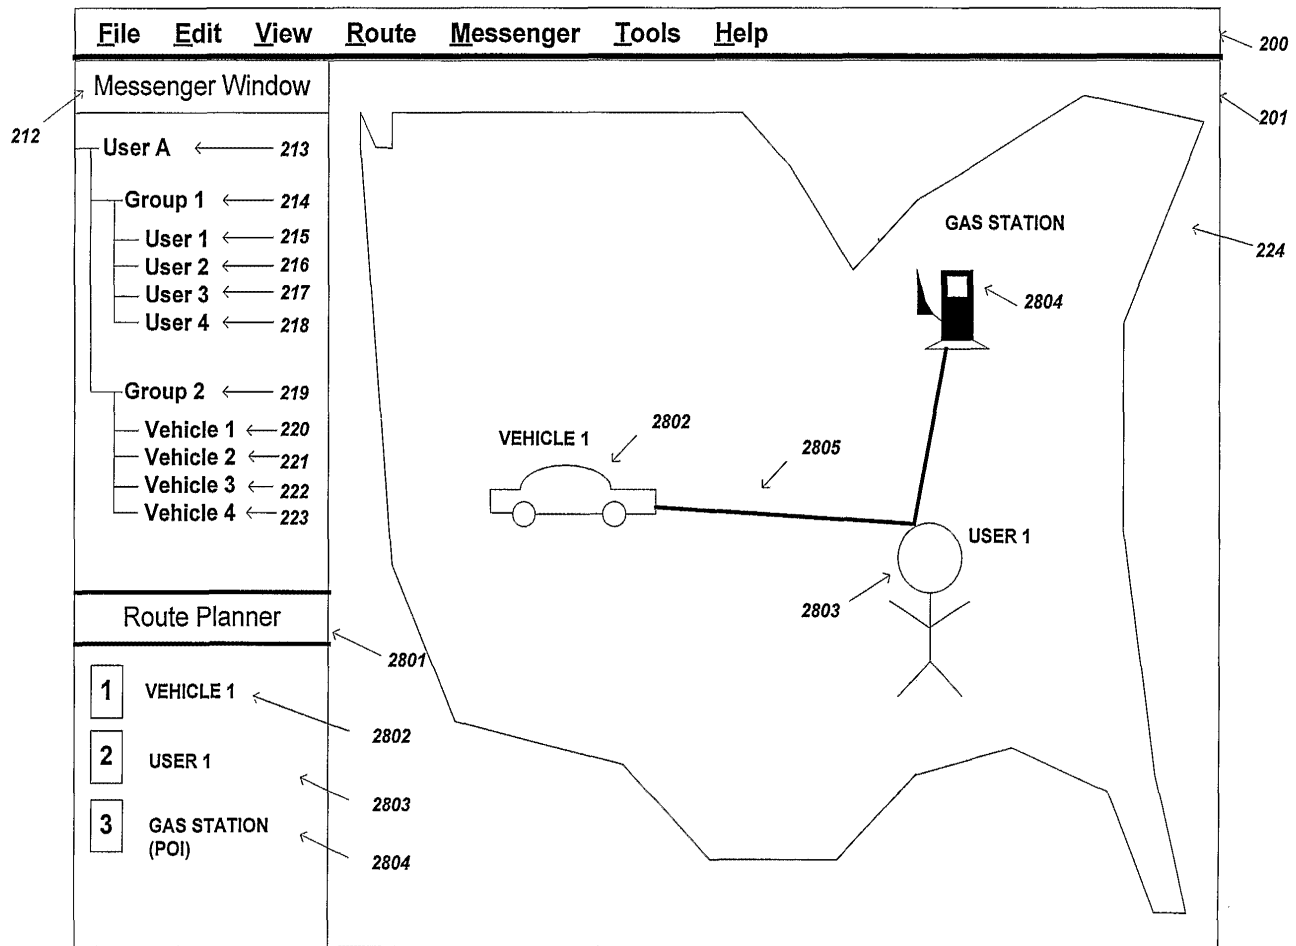 File Edit View Route Messenger Tools Help
200
Messenger Window
201
212
User A 213
Group 1 214
User 1 215
User 2 216
User 3 217
User 4 218
Group 2 219
Vehicle 1 220
Vehicle 2 221
Vehicle 3 222
Vehicle 4 223
GAS STATION
224
2804
VEHICLE 1
2802
2805
USER 1
2803
Route Planner
2801
1 VEHICLE 1
2802
2 USER 1
2803
3 GAS STATION
(POI)
2804